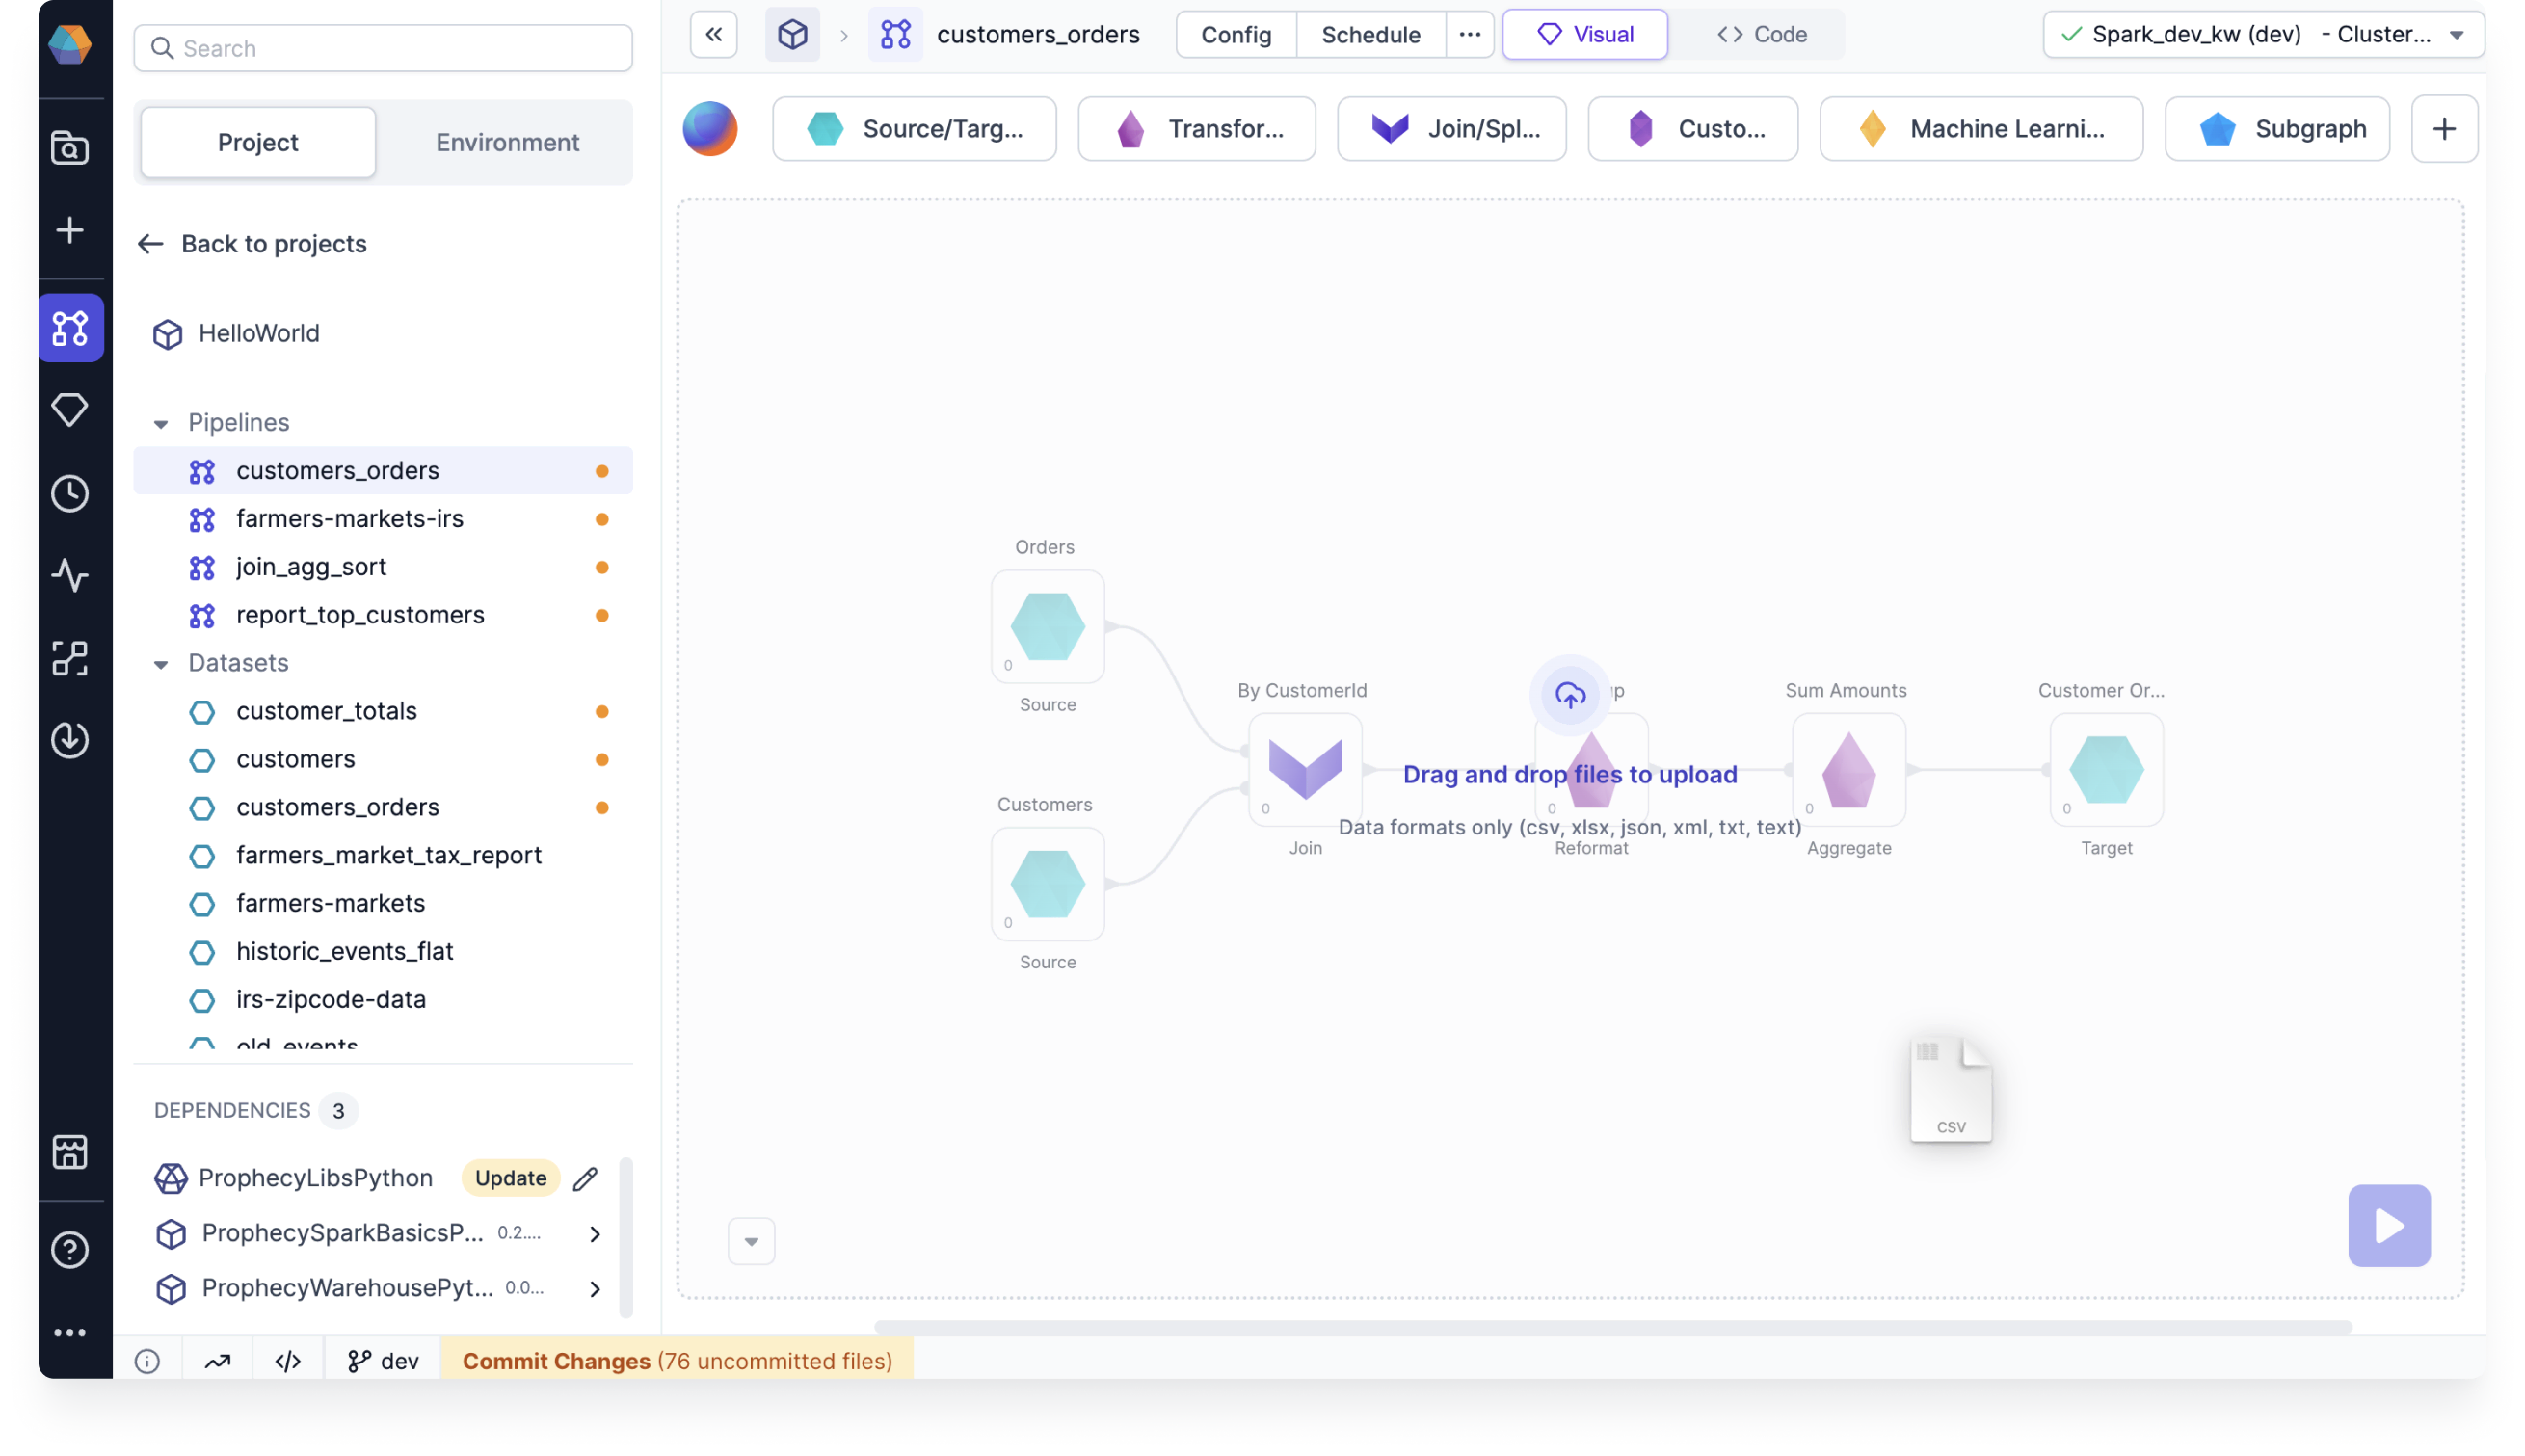 Search
Project
Environment
Back to projects
HelloWorld
Pipelines
customers_orders
farmers-markets-irs
join_agg_sort
report_top_customers
Datasets
customer_totals
customers
customers_orders
farmers_market_tax_report
farmers-markets
historic_events_flat
irs-zipcode-data
old_events
DEPENDENCIES 3
ProphecyLibsPython Update
ProphecySparkBasicsP... 0.2....
ProphecyWarehousePyt... 0.0...
dev
Commit Changes (76 uncommitted files)
customers_orders
Config
Schedule
Visual
Code
Spark_dev_kw (dev) - Cluster...
Source/Targ...
Transfor...
Join/Spl...
Custo...
Machine Learni...
Subgraph
Orders
0
Source
Customers
0
Source
By CustomerId
0
Join
Drag and drop files to upload
Data formats only (csv, xlsx, json, xml, txt, text)
0
Reformat
Sum Amounts
0
Aggregate
Customer Or...
0
Target
CSV